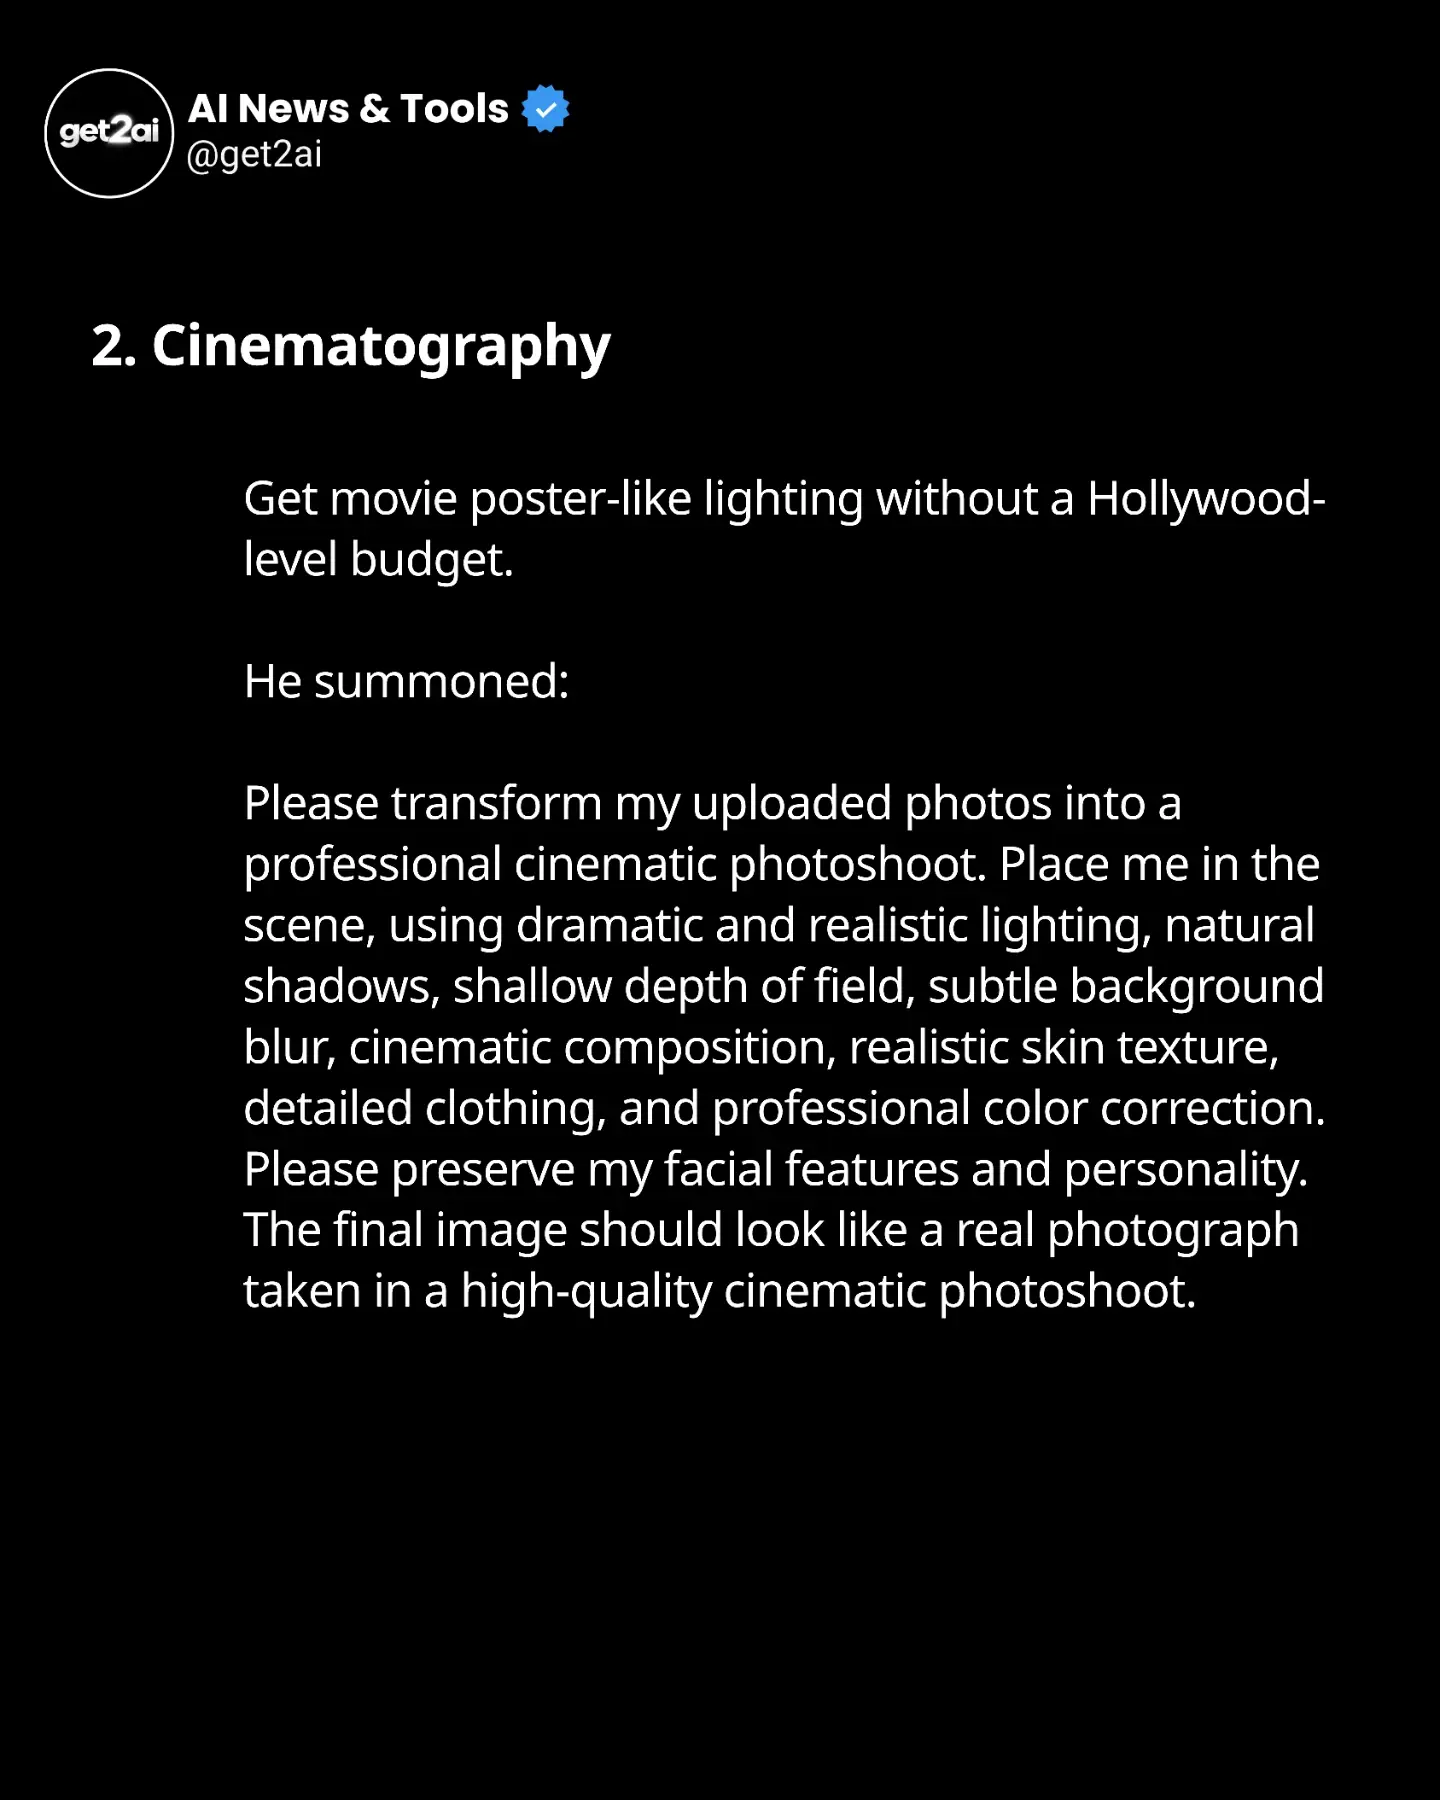 get2ai
AI News & Tools
@get2ai
2. Cinematography
Get movie poster-like lighting without a Hollywood-
level budget.
He summoned:
Please transform my uploaded photos into a
professional cinematic photoshoot. Place me in the
scene, using dramatic and realistic lighting, natural
shadows, shallow depth of field, subtle background
blur, cinematic composition, realistic skin texture,
detailed clothing, and professional color correction.
Please preserve my facial features and personality.
The final image should look like a real photograph
taken in a high-quality cinematic photoshoot.